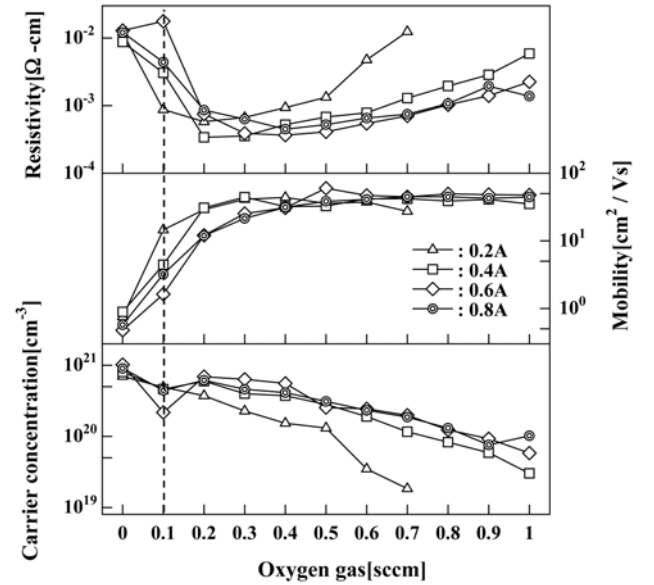 Resistivity[Ω -cm]
10⁻²
10⁻³
10⁻⁴
10²
10¹
10⁰
Mobility[cm² / Vs]
: 0.2A
: 0.4A
: 0.6A
: 0.8A
Carrier concentration[cm⁻³]
10²¹
10²⁰
10¹⁹
0 0.1 0.2 0.3 0.4 0.5 0.6 0.7 0.8 0.9 1
Oxygen gas[sccm]